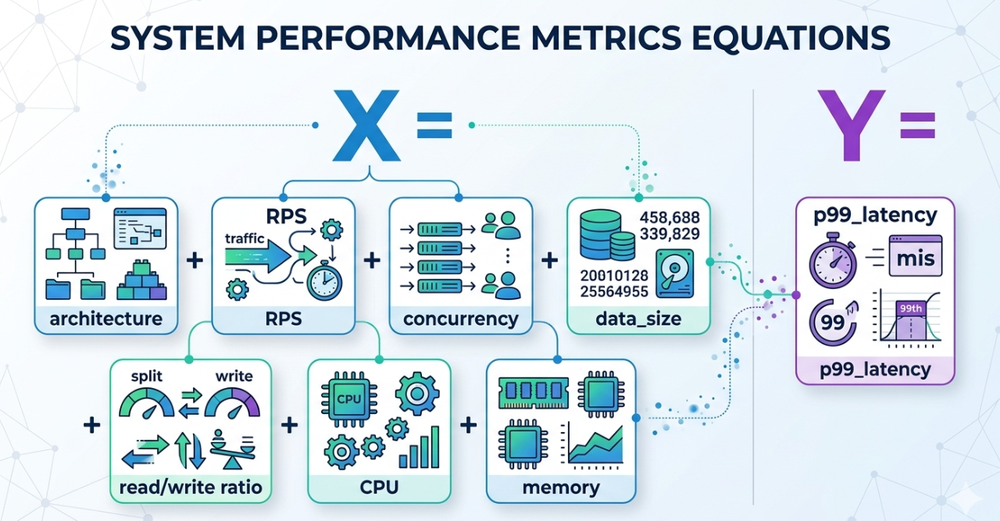 SYSTEM PERFORMANCE METRICS EQUATIONS
X =
Y =
architecture
+
RPS
traffic
RPS
+
concurrency
+
458,688
339,829
20010128
25564955
data_size
p99_latency
mis
99
99th
p99_latency
+
split
write
read/write ratio
+
CPU
CPU
+
memory